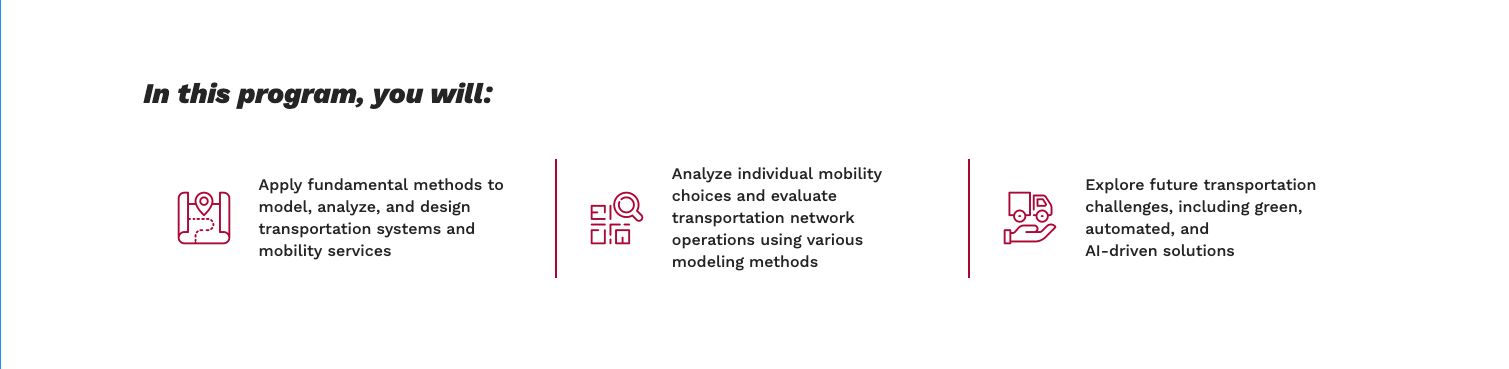 In this program, you will:
Apply fundamental methods to
model, analyze, and design
transportation systems and
mobility services
Analyze individual mobility
choices and evaluate
transportation network
operations using various
modeling methods
Explore future transportation
challenges, including green,
automated, and
AI-driven solutions